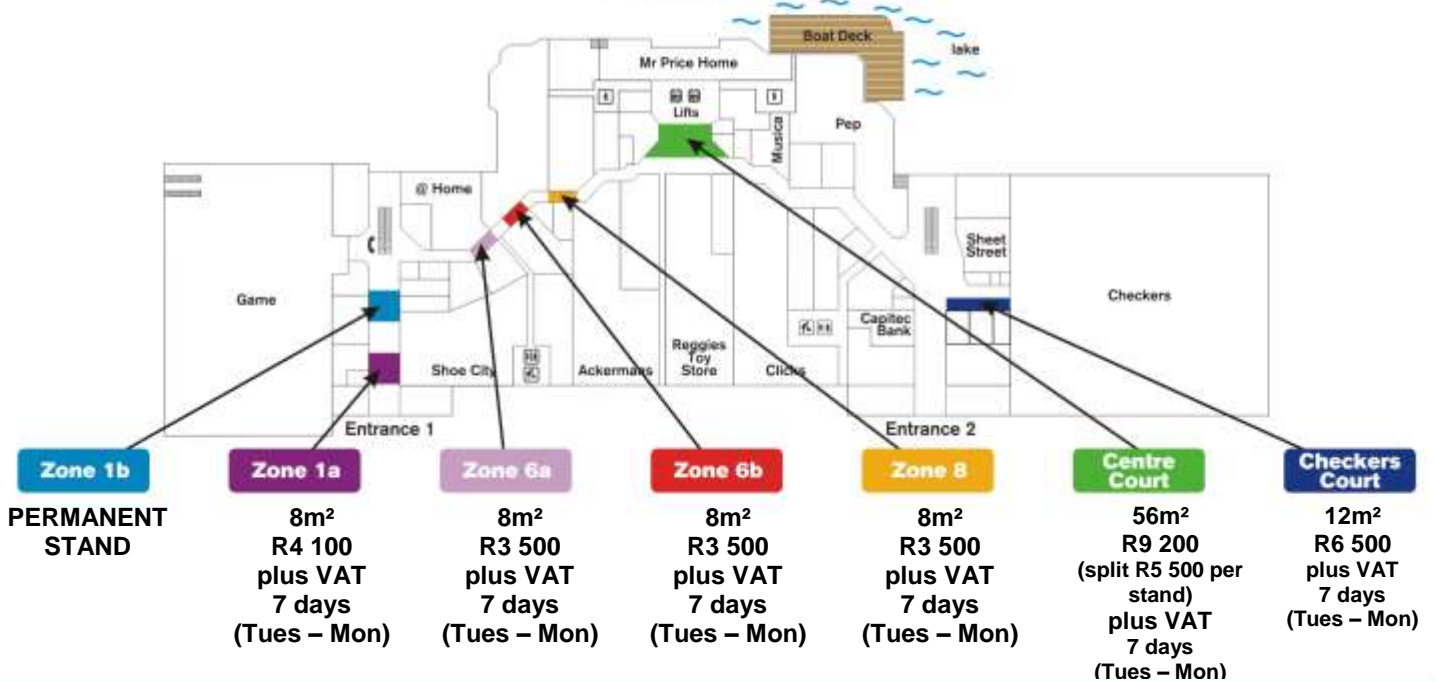 Boat Deck
lake
Mr Price Home
Lifts
Musica
Pep
@ Home
Sheet
Street
Game
Checkers
Capitec
Bank
Shoe City
Ackermans
Reggies
Toy
Store
Clicks
Entrance 1
Entrance 2
Zone 1b
PERMANENT
STAND
Zone 1a
8m²
R4 100
plus VAT
7 days
(Tues – Mon)
Zone 6a
8m²
R3 500
plus VAT
7 days
(Tues – Mon)
Zone 6b
8m²
R3 500
plus VAT
7 days
(Tues – Mon)
Zone 8
8m²
R3 500
plus VAT
7 days
(Tues – Mon)
Centre
Court
56m²
R9 200
(split R5 500 per
stand)
plus VAT
7 days
(Tues – Mon)
Checkers
Court
12m²
R6 500
plus VAT
7 days
(Tues – Mon)